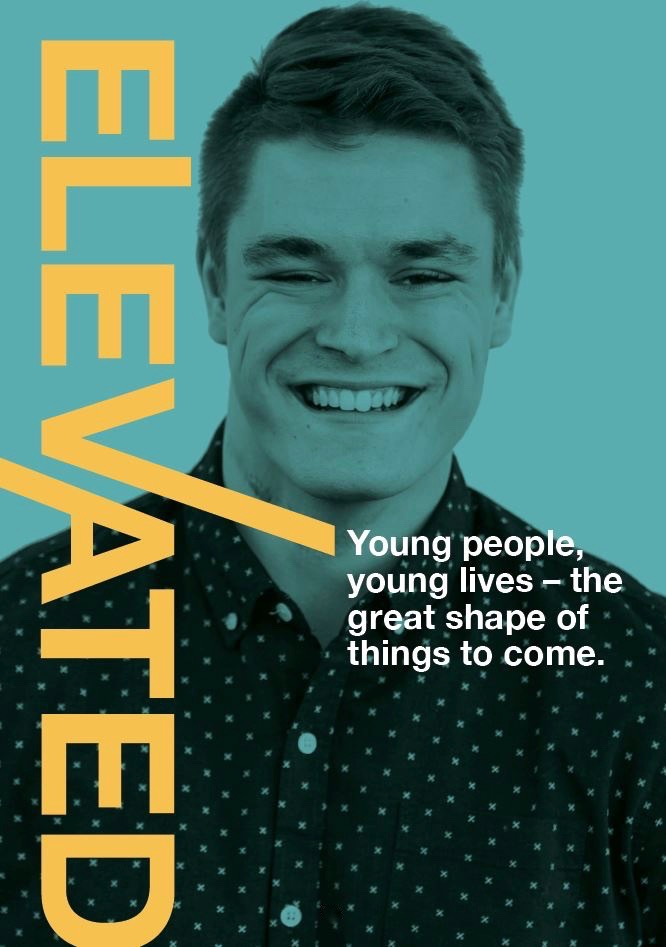 ELEVATED
Young people,
young lives – the
great shape of
things to come.